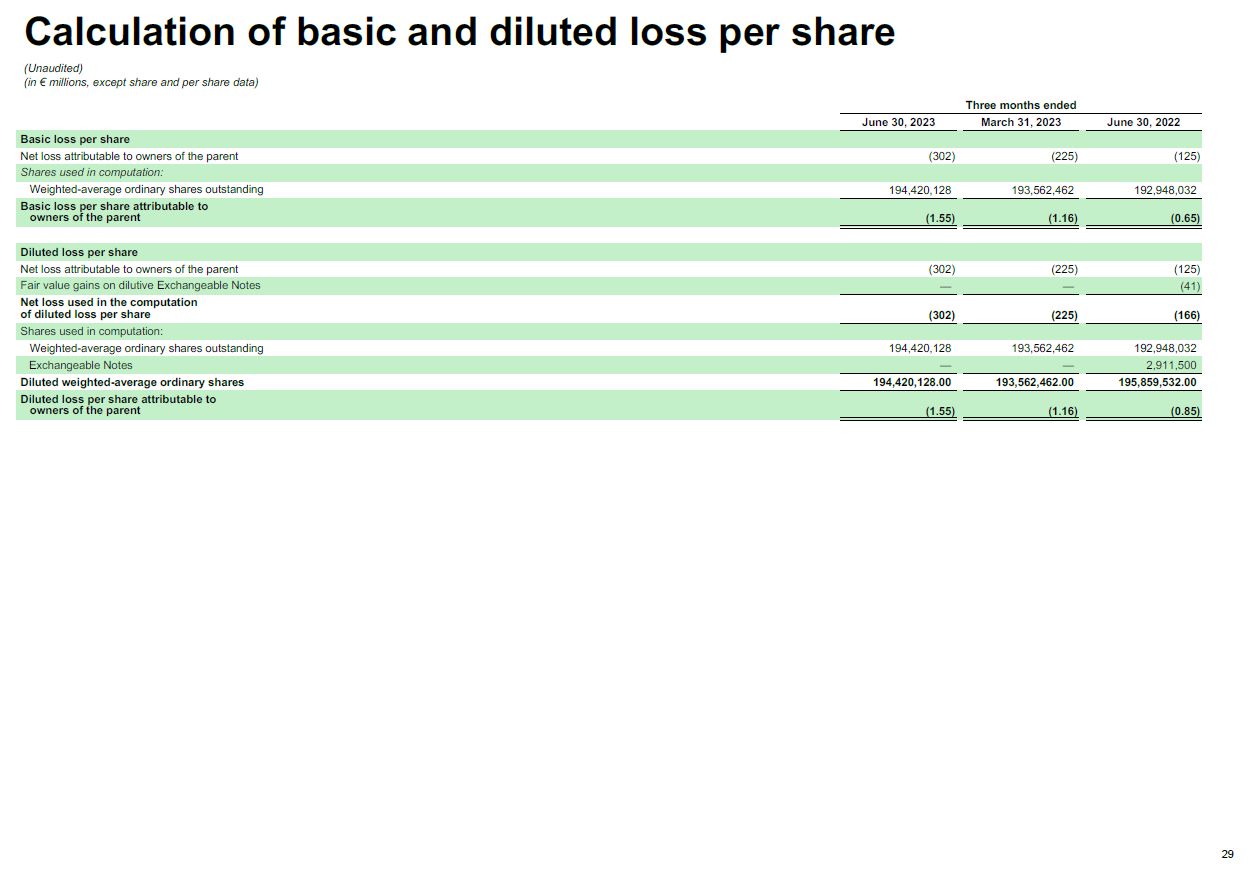 Calculation of basic and diluted loss per share
(Unaudited)
(in € millions, except share and per share data)
Three months ended
June 30, 2023 March 31, 2023 June 30, 2022
Basic loss per share
Net loss attributable to owners of the parent (302) (225) (125)
Shares used in computation:
Weighted-average ordinary shares outstanding 194,420,128 193,562,462 192,948,032
Basic loss per share attributable to
owners of the parent (1.55) (1.16) (0.65)
Diluted loss per share
Net loss attributable to owners of the parent (302) (225) (125)
Fair value gains on dilutive Exchangeable Notes — — (41)
Net loss used in the computation
of diluted loss per share (302) (225) (166)
Shares used in computation:
Weighted-average ordinary shares outstanding 194,420,128 193,562,462 192,948,032
Exchangeable Notes — — 2,911,500
Diluted weighted-average ordinary shares 194,420,128.00 193,562,462.00 195,859,532.00
Diluted loss per share attributable to
owners of the parent (1.55) (1.16) (0.85)
29